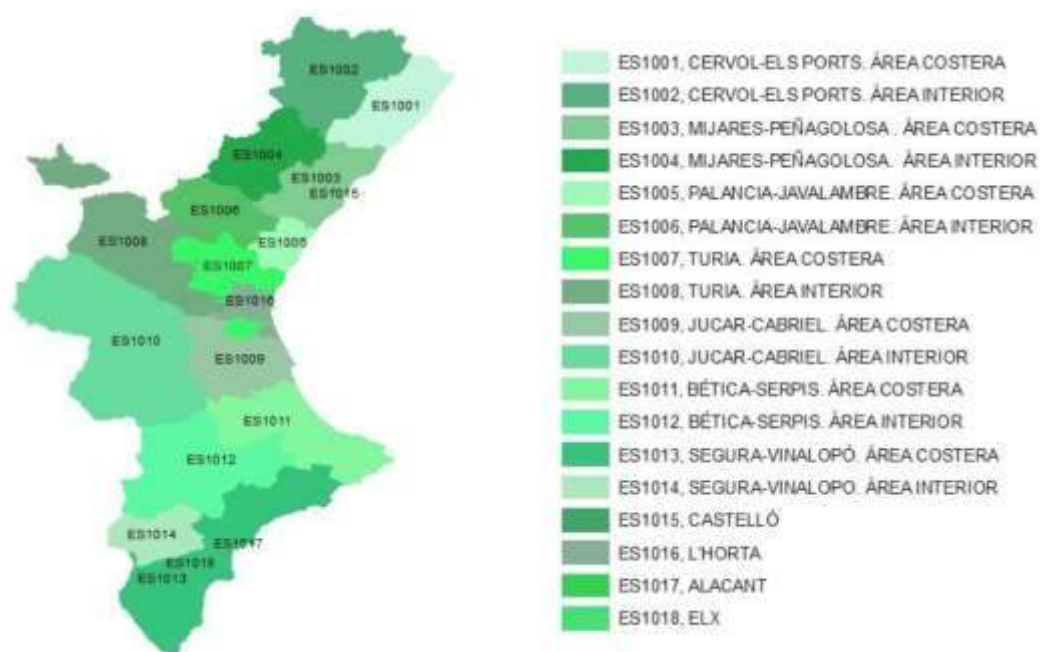 ES1002
ES1001
ES1004
ES1003
ES1015
ES1006
ES1005
ES1008
ES1007
ES1016
ES1010
ES1009
ES1011
ES1012
ES1014
ES1017
ES1018
ES1013
ES1001, CERVOL-ELS PORTS. ÁREA COSTERA
ES1002, CERVOL-ELS PORTS. ÁREA INTERIOR
ES1003, MIJARES-PEÑAGOLOSA . ÁREA COSTERA
ES1004, MIJARES-PEÑAGOLOSA. ÁREA INTERIOR
ES1005, PALANCIA-JAVALAMBRE. ÁREA COSTERA
ES1006, PALANCIA-JAVALAMBRE. ÁREA INTERIOR
ES1007, TURIA. ÁREA COSTERA
ES1008, TURIA. ÁREA INTERIOR
ES1009, JUCAR-CABRIEL. ÁREA COSTERA
ES1010, JUCAR-CABRIEL. ÁREA INTERIOR
ES1011, BÉTICA-SERPIS. ÁREA COSTERA
ES1012, BÉTICA-SERPIS. ÁREA INTERIOR
ES1013, SEGURA-VINALOPÓ. ÁREA COSTERA
ES1014, SEGURA-VINALOPO. ÁREA INTERIOR
ES1015, CASTELLÓ
ES1016, L'HORTA
ES1017, ALACANT
ES1018, ELX